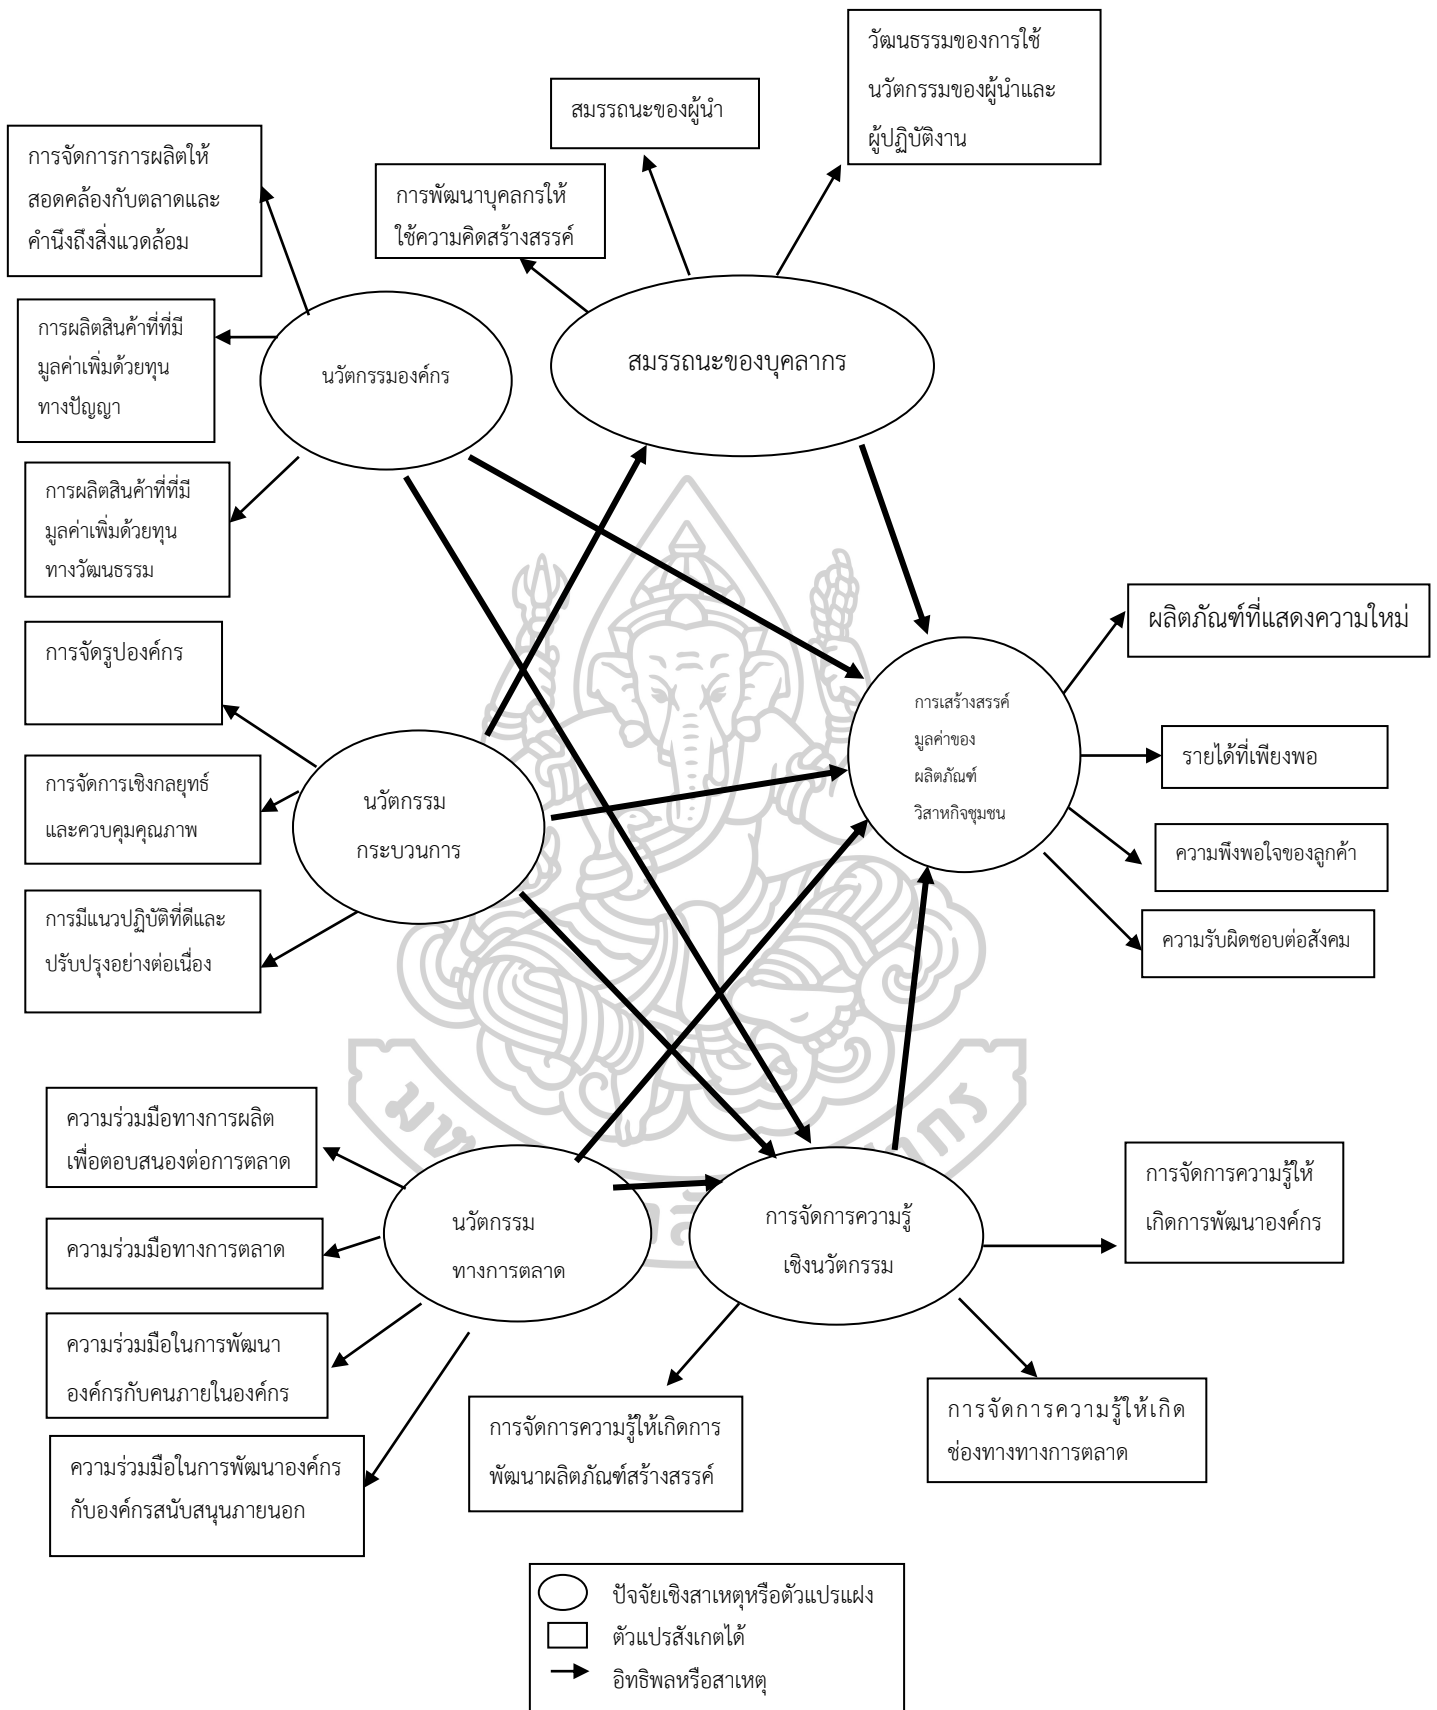 วัฒนธรรมของการใช้
นวัตกรรมของผู้นำและ
ผู้ปฏิบัติงาน
สมรรถนะของผู้นำ
การพัฒนาบุคลกรให้
ใช้ความคิดสร้างสรรค์
การจัดการการผลิตให้
สอดคล้องกับตลาดและ
คำนึงถึงสิ่งแวดล้อม
การผลิตสินค้าที่ที่มี
มูลค่าเพิ่มด้วยทุน
ทางปัญญา
นวัตกรรมองค์กร
สมรรถนะของบุคลากร
การผลิตสินค้าที่ที่มี
มูลค่าเพิ่มด้วยทุน
ทางวัฒนธรรม
การจัดรูปองค์กร
การจัดการเชิงกลยุทธ์
และควบคุมคุณภาพ
การมีแนวปฏิบัติที่ดีและ
ปรับปรุงอย่างต่อเนื่อง
นวัตกรรม
กระบวนการ
การเสร้างสรรค์
มูลค่าของ
ผลิตภัณฑ์
วิสาหกิจชุมชน
ผลิตภัณฑ์ที่แสดงความใหม่
รายได้ที่เพียงพอ
ความพึงพอใจของลูกค้า
ความรับผิดชอบต่อสังคม
ความร่วมมือทางการผลิต
เพื่อตอบสนองต่อการตลาด
ความร่วมมือทางการตลาด
ความร่วมมือในการพัฒนา
องค์กรกับคนภายในองค์กร
ความร่วมมือในการพัฒนาองค์กร
กับองค์กรสนับสนุนภายนอก
นวัตกรรม
ทางการตลาด
การจัดการความรู้
เชิงนวัตกรรม
การจัดการความรู้ให้
เกิดการพัฒนาองค์กร
การจัดการความรู้ให้เกิดการ
พัฒนาผลิตภัณฑ์สร้างสรรค์
การจัดการความรู้ให้เกิด
ช่องทางทางการตลาด
ปัจจัยเชิงสาเหตุหรือตัวแปรแฝง
ตัวแปรสังเกตได้
อิทธิพลหรือสาเหตุ